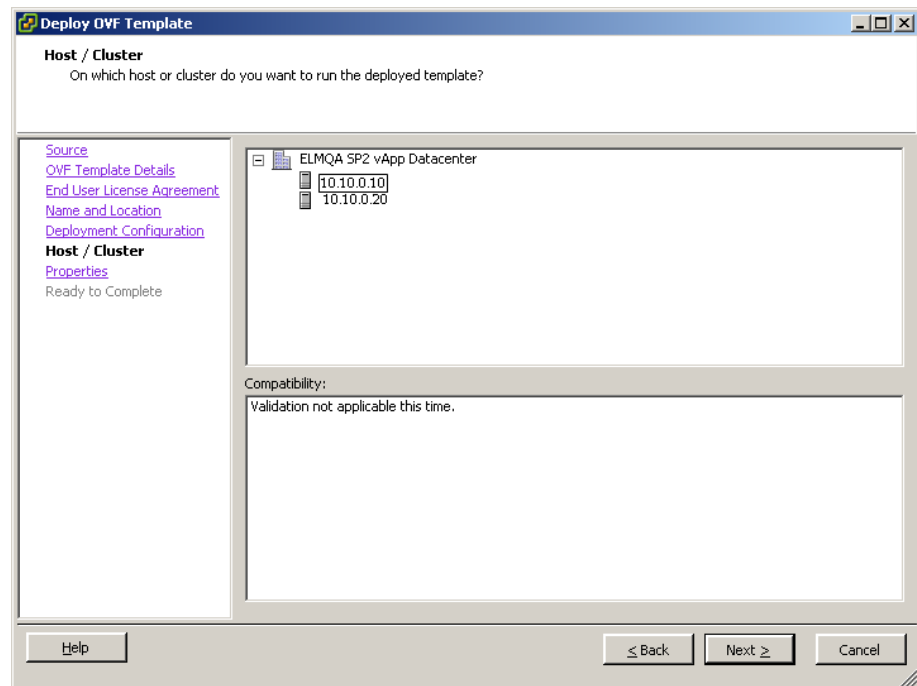 Deploy OVF Template
Host / Cluster
On which host or cluster do you want to run the deployed template?
Source
OVF Template Details
End User License Agreement
Name and Location
Deployment Configuration
Host / Cluster
Properties
Ready to Complete
ELMQA SP2 vApp Datacenter
10.10.0.10
10.10.0.20
Compatibility:
Validation not applicable this time.
Help
≤ Back
Next ≥
Cancel